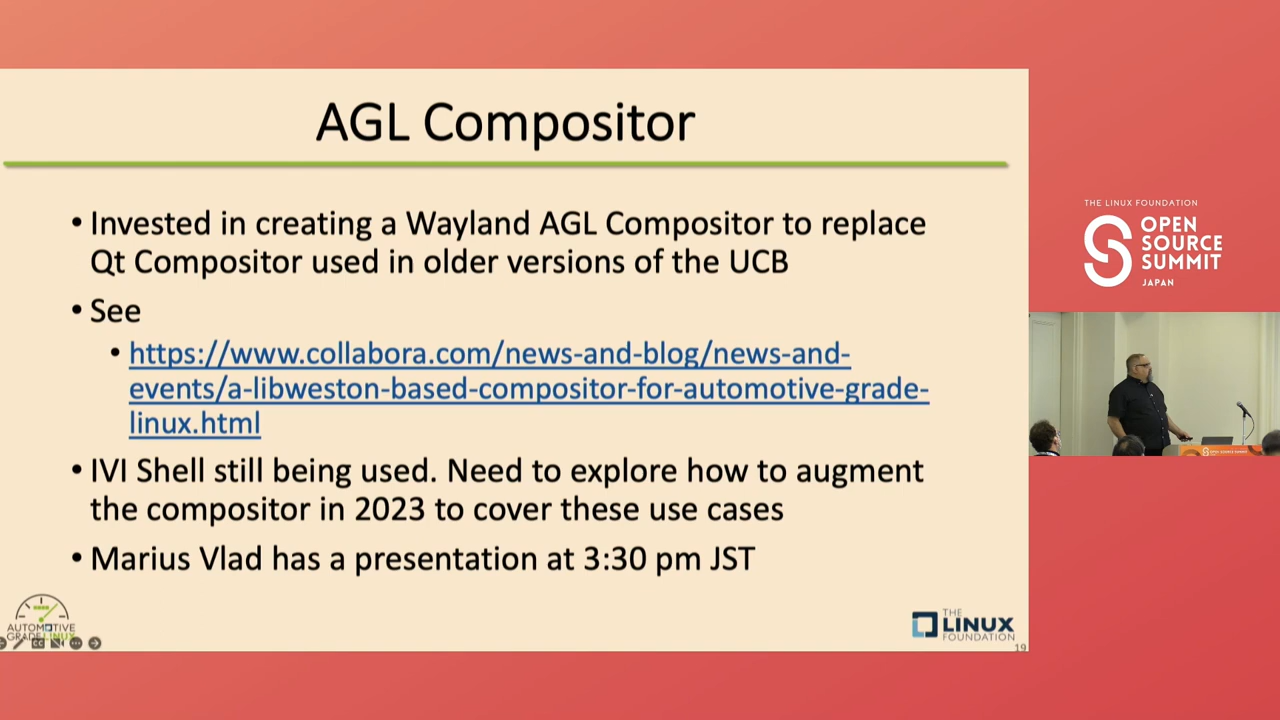 AGL Compositor
• Invested in creating a Wayland AGL Compositor to replace
Qt Compositor used in older versions of the UCB
• See
• https://www.collabora.com/news-and-blog/news-and-
events/a-libweston-based-compositor-for-automotive-grade-
linux.html
• IVI Shell still being used. Need to explore how to augment
the compositor in 2023 to cover these use cases
• Marius Vlad has a presentation at 3:30 pm JST
AUTOMOTIVE
GRADE LINUX
THE
LINUX
FOUNDATION
19
THE LINUX FOUNDATION
OPEN
SOURCE
SUMMIT
JAPAN